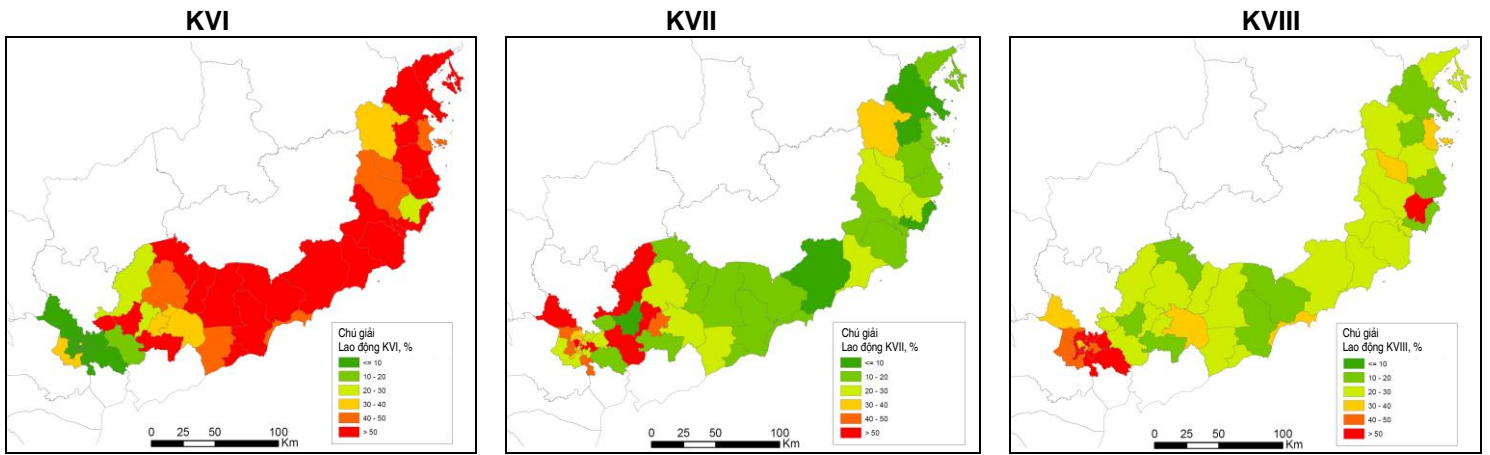 KVI
KVII
KVIII
Chú giải
Lao động KVI, %
<= 10
10 - 20
20 - 30
30 - 40
40 - 50
> 50
0 25 50 100
Km
Chú giải
Lao động KVII, %
<= 10
10 - 20
20 - 30
30 - 40
40 - 50
> 50
0 25 50 100
Km
Chú giải
Lao động KVIII, %
<= 10
10 - 20
20 - 30
30 - 40
40 - 50
> 50
0 25 50 100
Km